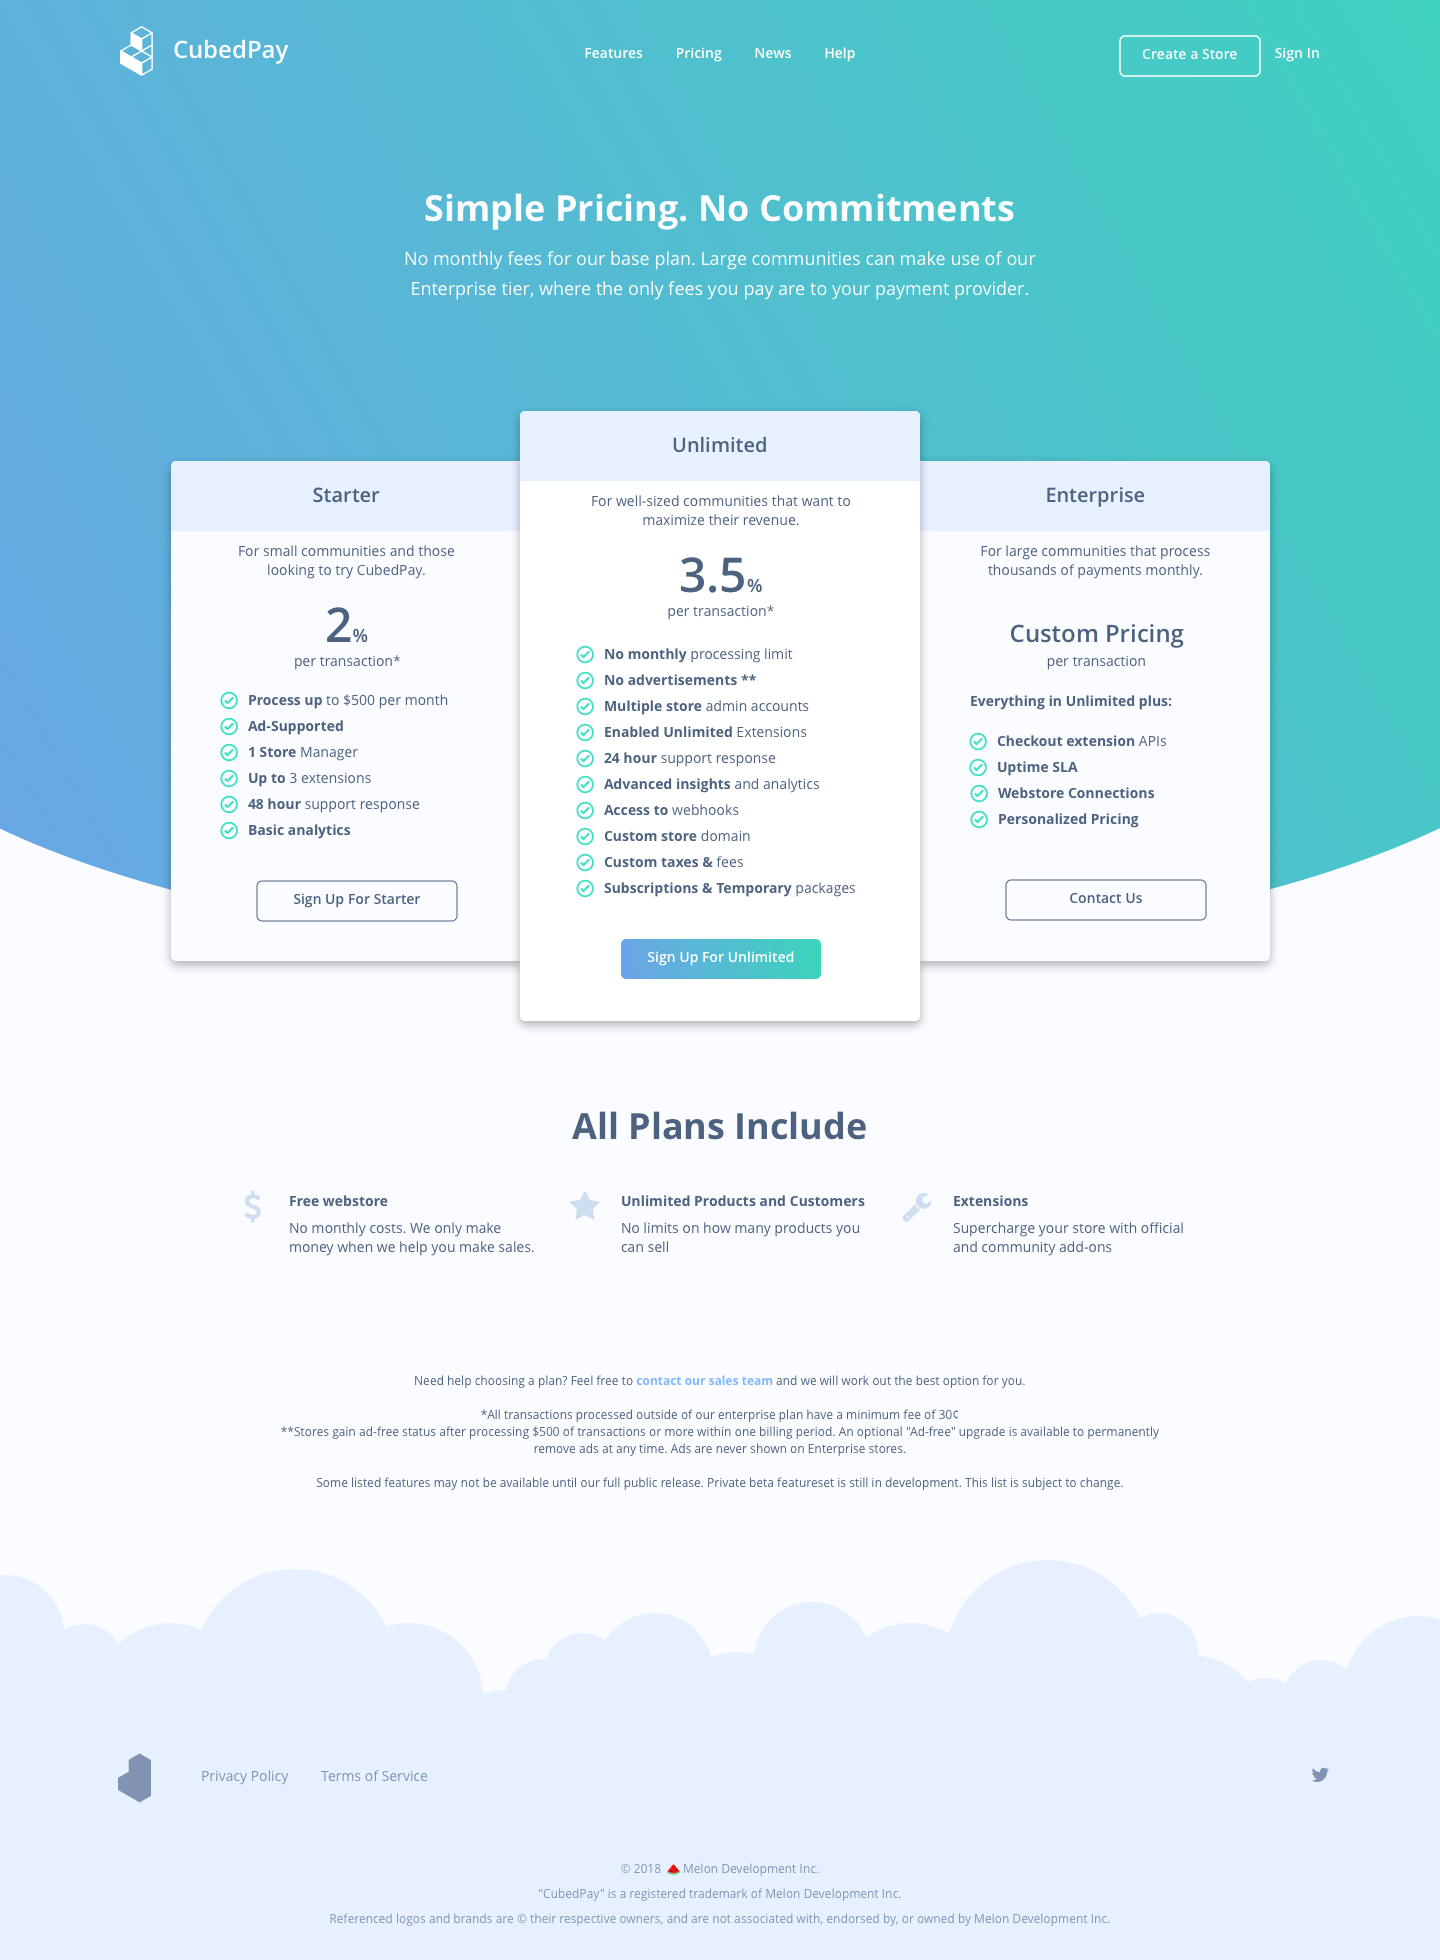 CubedPay
Features
Pricing
News
Help
Create a Store
Sign In
Simple Pricing. No Commitments
No monthly fees for our base plan. Large communities can make use of our
Enterprise tier, where the only fees you pay are to your payment provider.
Starter
For small communities and those
looking to try CubedPay.
2%
per transaction*
Process up to $500 per month
Ad-Supported
1 Store Manager
Up to 3 extensions
48 hour support response
Basic analytics
Sign Up For Starter
Unlimited
For well-sized communities that want to
maximize their revenue.
3.5%
per transaction*
No monthly processing limit
No advertisements **
Multiple store admin accounts
Enabled Unlimited Extensions
24 hour support response
Advanced insights and analytics
Access to webhooks
Custom store domain
Custom taxes & fees
Subscriptions & Temporary packages
Sign Up For Unlimited
Enterprise
For large communities that process
thousands of payments monthly.
Custom Pricing
per transaction
Everything in Unlimited plus:
Checkout extension APIs
Uptime SLA
Webstore Connections
Personalized Pricing
Contact Us
All Plans Include
Free webstore
No monthly costs. We only make
money when we help you make sales.
Unlimited Products and Customers
No limits on how many products you
can sell
Extensions
Supercharge your store with official
and community add-ons
Need help choosing a plan? Feel free to contact our sales team and we will work out the best option for you.
*All transactions processed outside of our enterprise plan have a minimum fee of 30¢
**Stores gain ad-free status after processing $500 of transactions or more within one billing period. An optional "Ad-free" upgrade is available to permanently
remove ads at any time. Ads are never shown on Enterprise stores.
Some listed features may not be available until our full public release. Private beta featureset is still in development. This list is subject to change.
Privacy Policy
Terms of Service
© 2018 Melon Development Inc.
"CubedPay" is a registered trademark of Melon Development Inc.
Referenced logos and brands are © their respective owners, and are not associated with, endorsed by, or owned by Melon Development Inc.